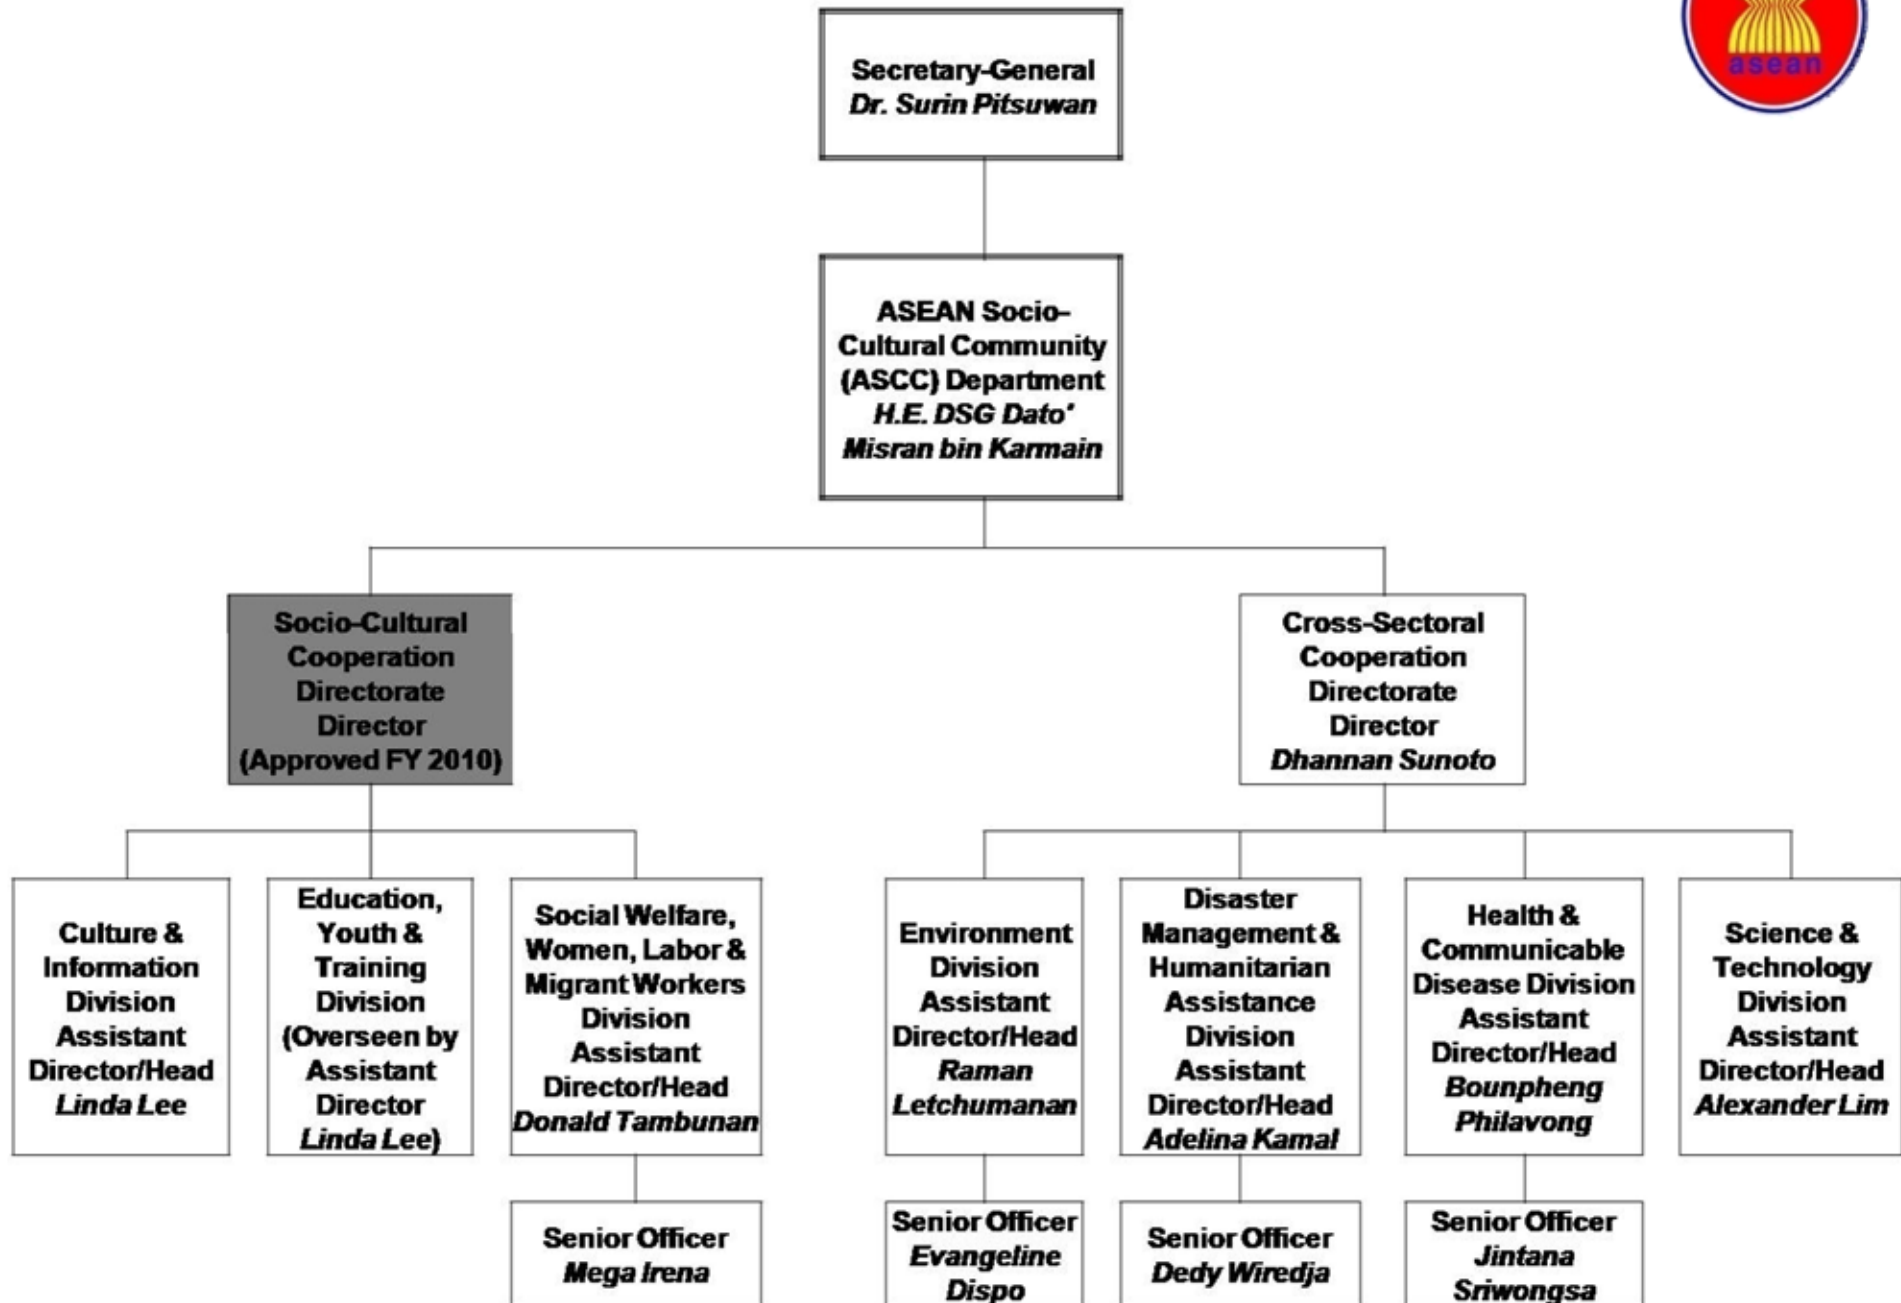 asean
Secretary-General
Dr. Surin Pitsuwan
ASEAN Socio-
Cultural Community
(ASCC) Department
H.E. DSG Dato'
Misran bin Karmain
Socio-Cultural
Cooperation
Directorate
Director
(Approved FY 2010)
Cross-Sectoral
Cooperation
Directorate
Director
Dhannan Sunoto
Culture &
Information
Division
Assistant
Director/Head
Linda Lee
Education,
Youth &
Training
Division
(Overseen by
Assistant
Director
Linda Lee)
Social Welfare,
Women, Labor &
Migrant Workers
Division
Assistant
Director/Head
Donald Tambunan
Environment
Division
Assistant
Director/Head
Raman
Letchumanan
Disaster
Management &
Humanitarian
Assistance
Division
Assistant
Director/Head
Adelina Kamal
Health &
Communicable
Disease Division
Assistant
Director/Head
Bounpheng
Philavong
Science &
Technology
Division
Assistant
Director/Head
Alexander Lim
Senior Officer
Mega Irena
Senior Officer
Evangeline
Dispo
Senior Officer
Dedy Wiredja
Senior Officer
Jintana
Sriwongsa